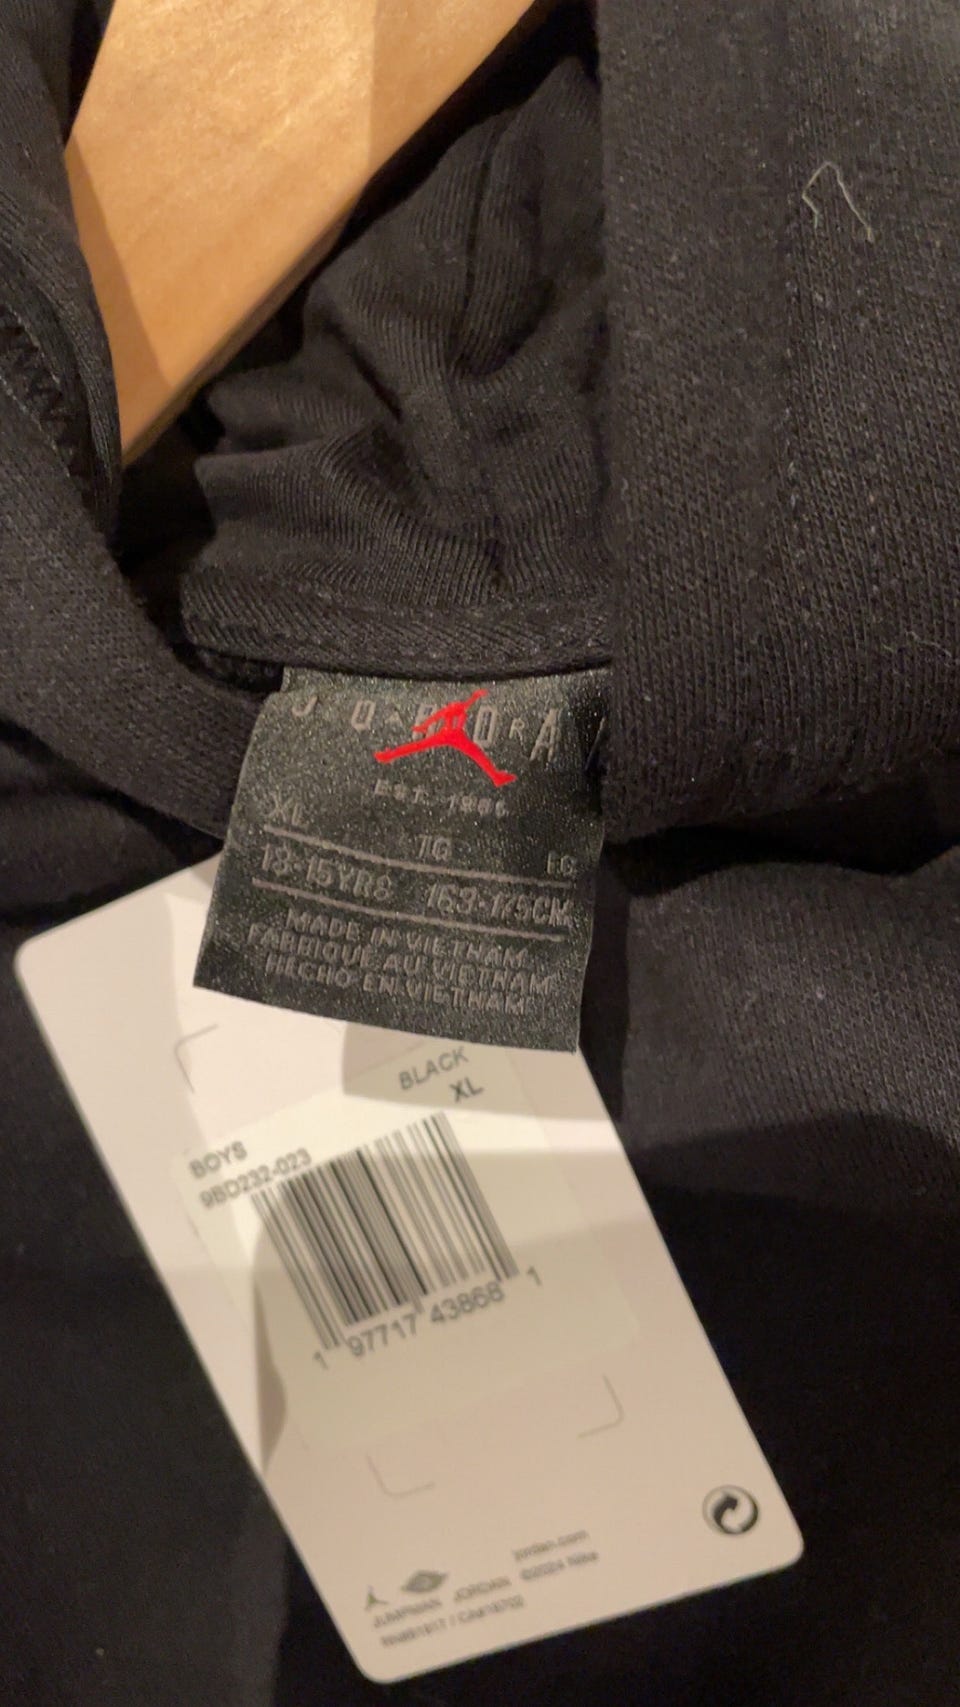 JORDAN
EST. 1985
XL TG EG
13-15YRS 163-175CM
MADE IN VIETNAM
FABRIQUE AU VIETNAM
HECHO EN VIETNAM
BLACK
XL
BOYS
9BD232-023
1 97717 43868 1
jordan.com
JUMPMAN JORDAN ©2024 Nike